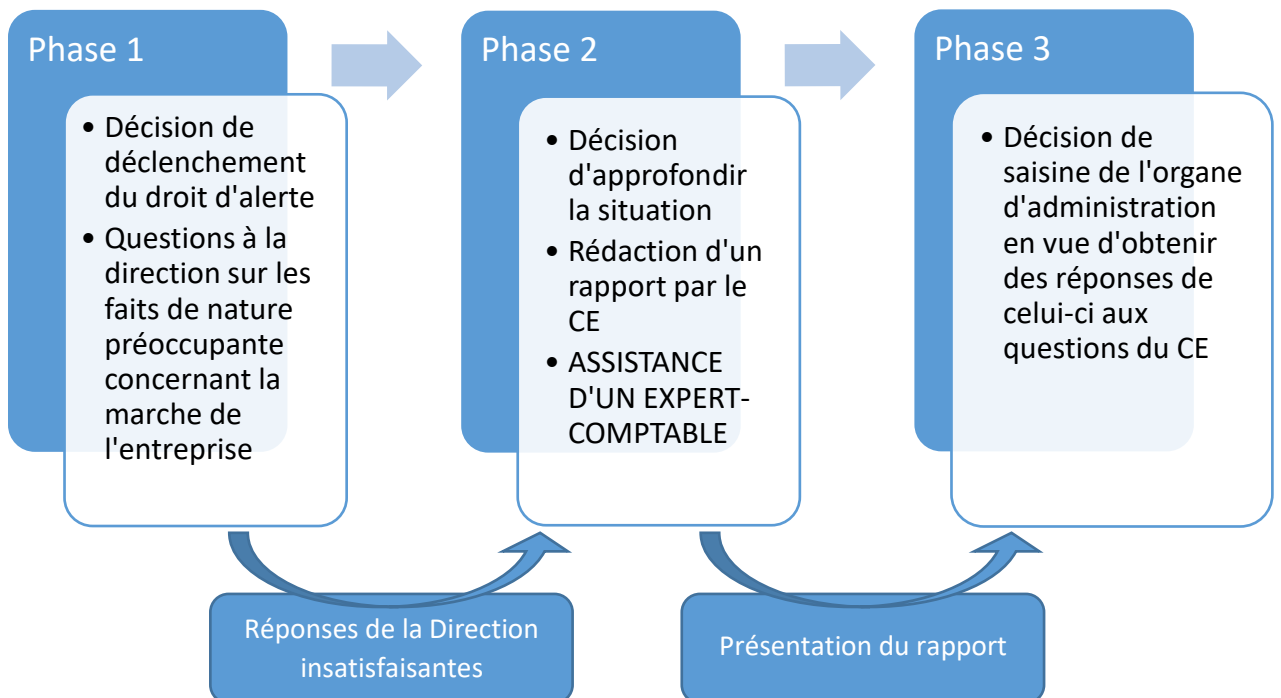 Phase 1
• Décision de
déclenchement
du droit d'alerte
• Questions à la
direction sur les
faits de nature
préoccupante
concernant la
marche de
l'entreprise
Phase 2
• Décision
d'approfondir
la situation
• Rédaction d'un
rapport par le
CE
• ASSISTANCE
D'UN EXPERT-
COMPTABLE
Phase 3
• Décision de
saisine de l'organe
d'administration
en vue d'obtenir
des réponses de
celui-ci aux
questions du CE
Réponses de la Direction
insatisfaisantes
Présentation du rapport